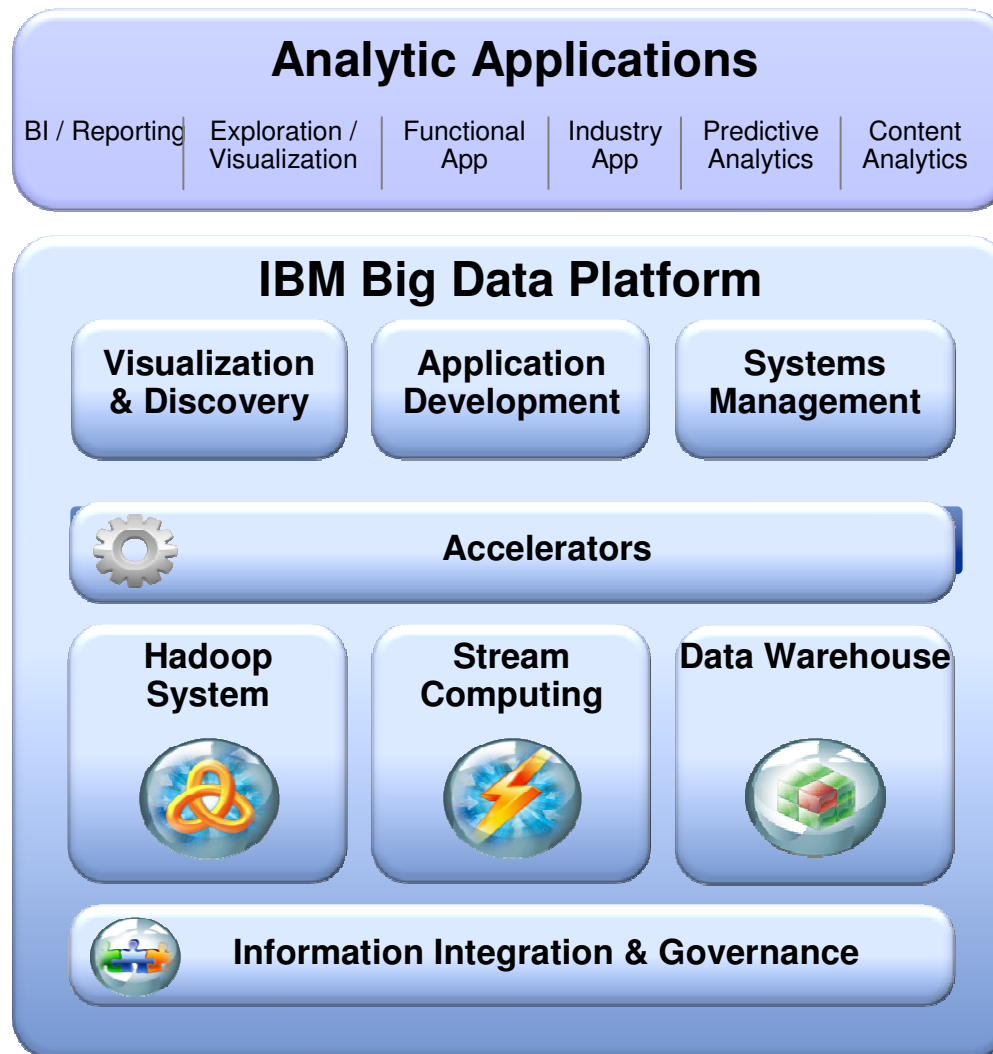 Analytic Applications
BI / Reporting
Exploration /
Visualization
Functional
App
Industry
App
Predictive
Analytics
Content
Analytics
IBM Big Data Platform
Visualization
& Discovery
Application
Development
Systems
Management
Accelerators
Hadoop
System
Stream
Computing
Data Warehouse
Information Integration & Governance